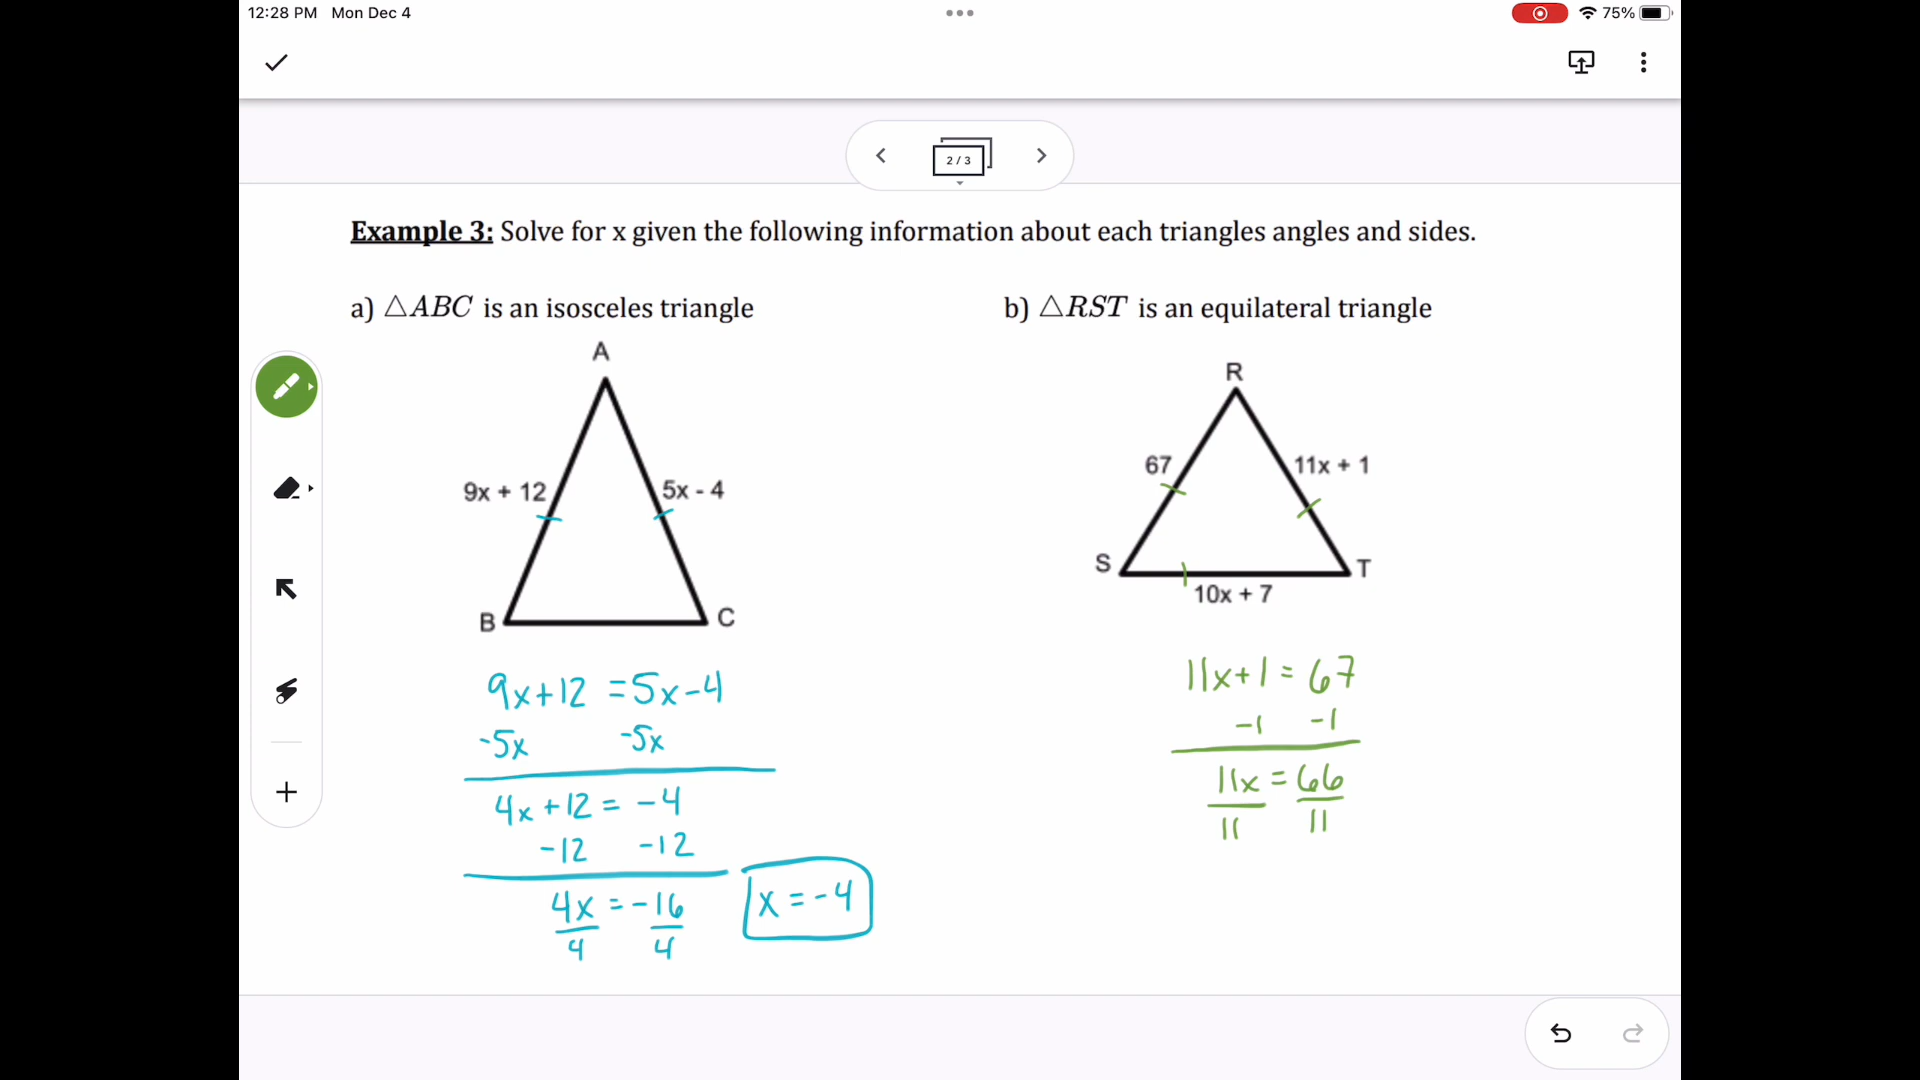 12:28 PM Mon Dec 4
75%
2 / 3
Example 3: Solve for x given the following information about each triangles angles and sides.
a) △ABC is an isosceles triangle
b) △RST is an equilateral triangle
A
9x + 12
5x - 4
B
C
R
67
11x + 1
S
T
10x + 7
9x+12 =5x-4
-5x -5x
4x+12 = -4
-12 -12
4x = -16
4 4
x = -4
11x+1 = 67
-1 -1
11x = 66
11 11